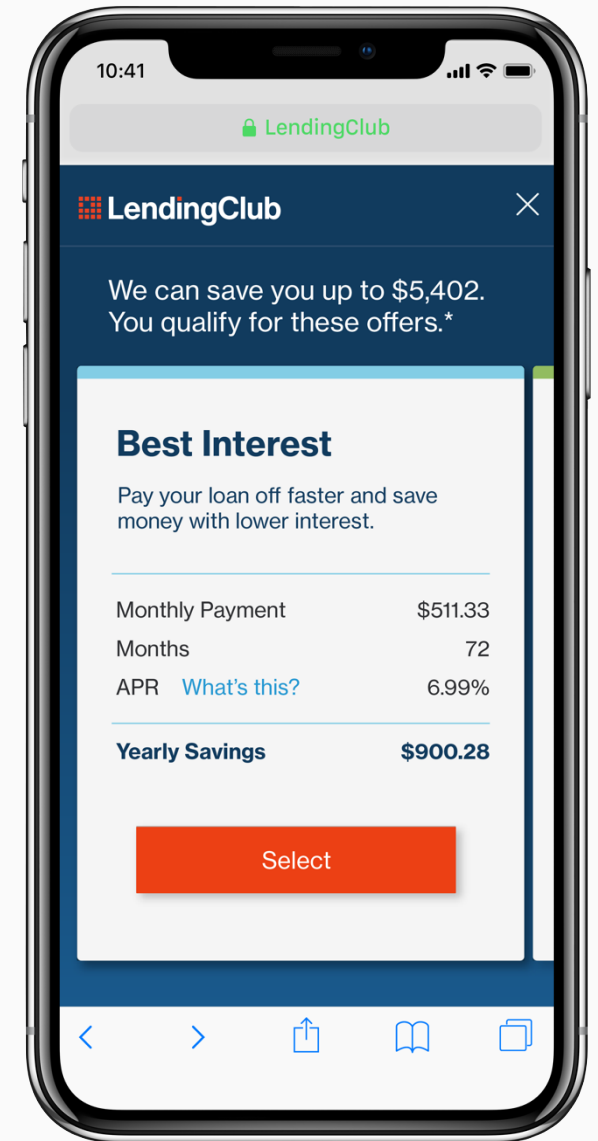 10:41
LendingClub
LendingClub
We can save you up to $5,402.
You qualify for these offers.*
Best Interest
Pay your loan off faster and save
money with lower interest.
Monthly Payment $511.33
Months 72
APR What's this? 6.99%
Yearly Savings $900.28
Select